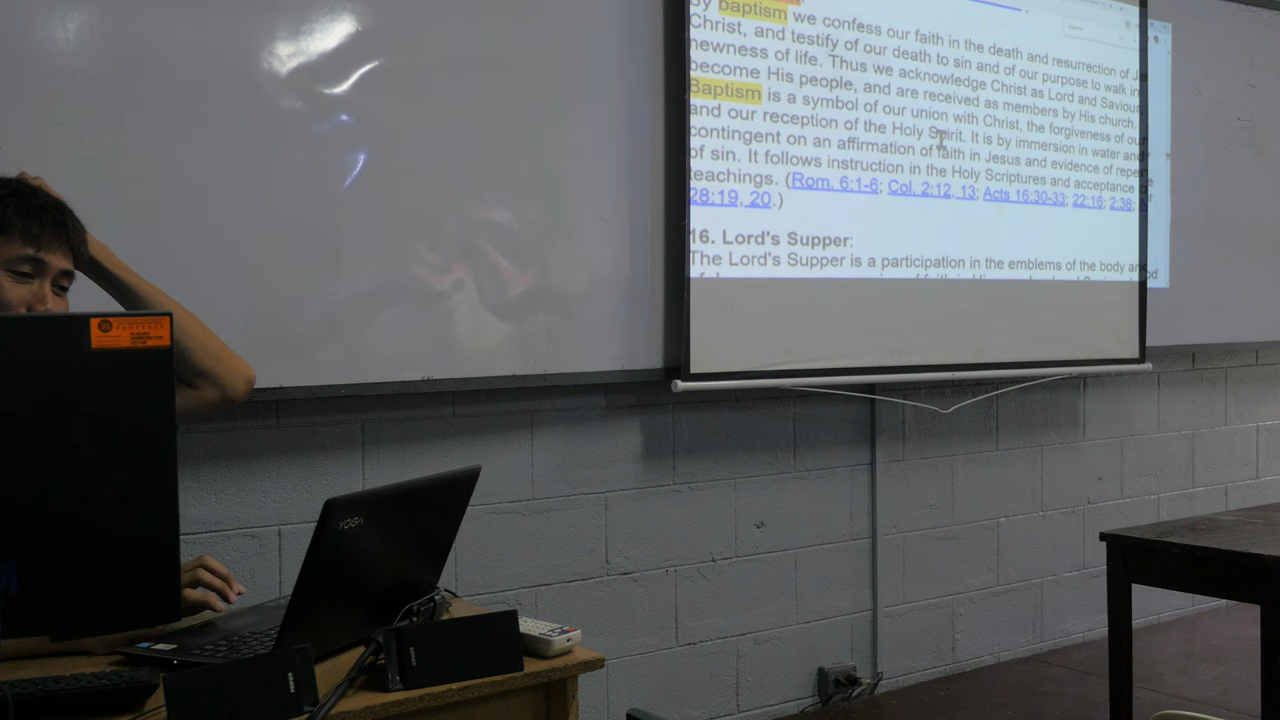 By baptism we confess our faith in the death and resurrection of
Christ, and testify of our death to sin and of our purpose to walk in
newness of life. Thus we acknowledge Christ as Lord and Saviour,
become His people, and are received as members by His church.
Baptism is a symbol of our union with Christ, the forgiveness of our
and our reception of the Holy Spirit. It is by immersion in water and
contingent on an affirmation of faith in Jesus and evidence of
of sin. It follows instruction in the Holy Scriptures and acceptance
teachings. (Rom. 6:1-6; Col. 2:12, 13; Acts 16:30-33; 22:16; 2:38;
28:19, 20.)
16. Lord's Supper:
The Lord's Supper is a participation in the emblems of the body and
YOGA